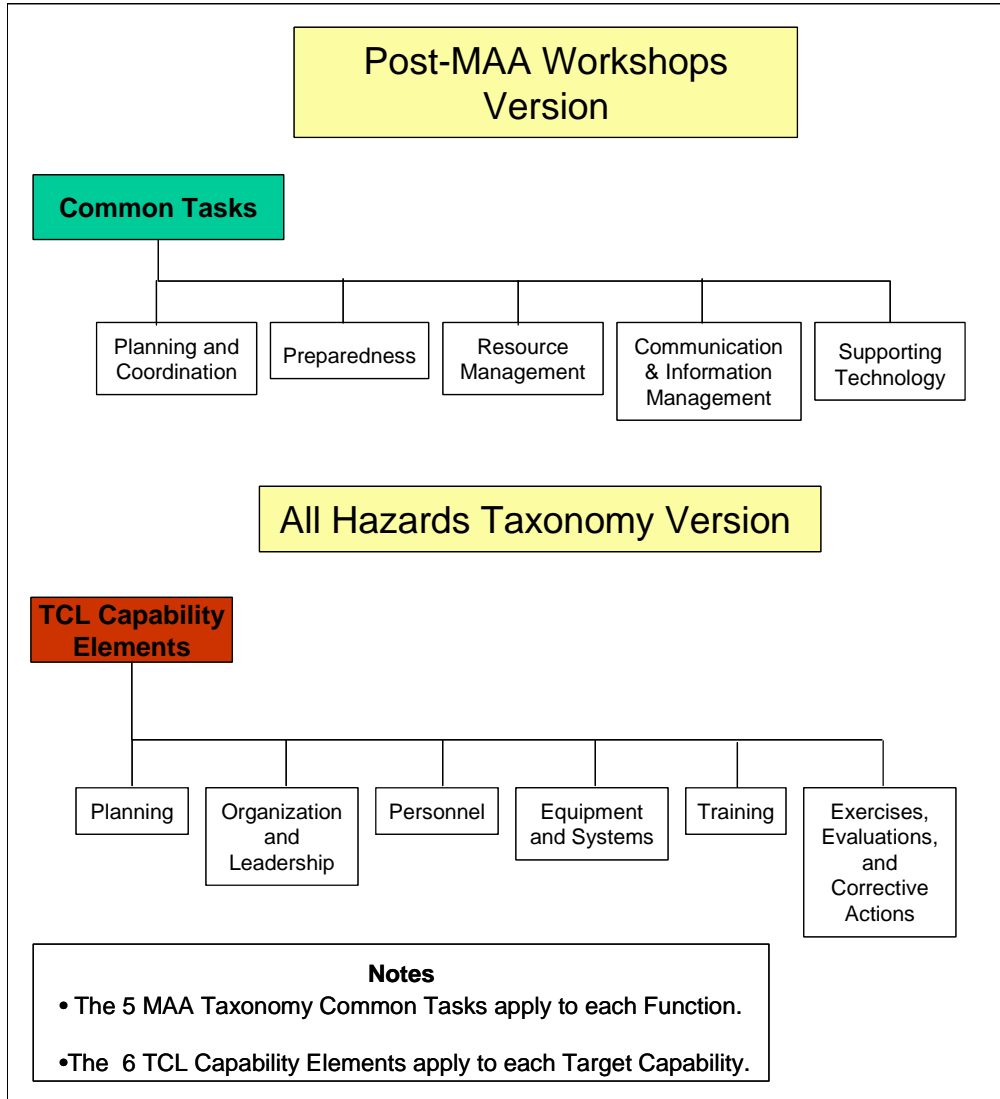 Post-MAA Workshops
Version
Common Tasks
Planning and
Coordination
Preparedness
Resource
Management
Communication
& Information
Management
Supporting
Technology
All Hazards Taxonomy Version
TCL Capability
Elements
Planning
Organization
and
Leadership
Personnel
Equipment
and Systems
Training
Exercises,
Evaluations,
and
Corrective
Actions
Notes
• The 5 MAA Taxonomy Common Tasks apply to each Function.
•The  6 TCL Capability Elements apply to each Target Capability.